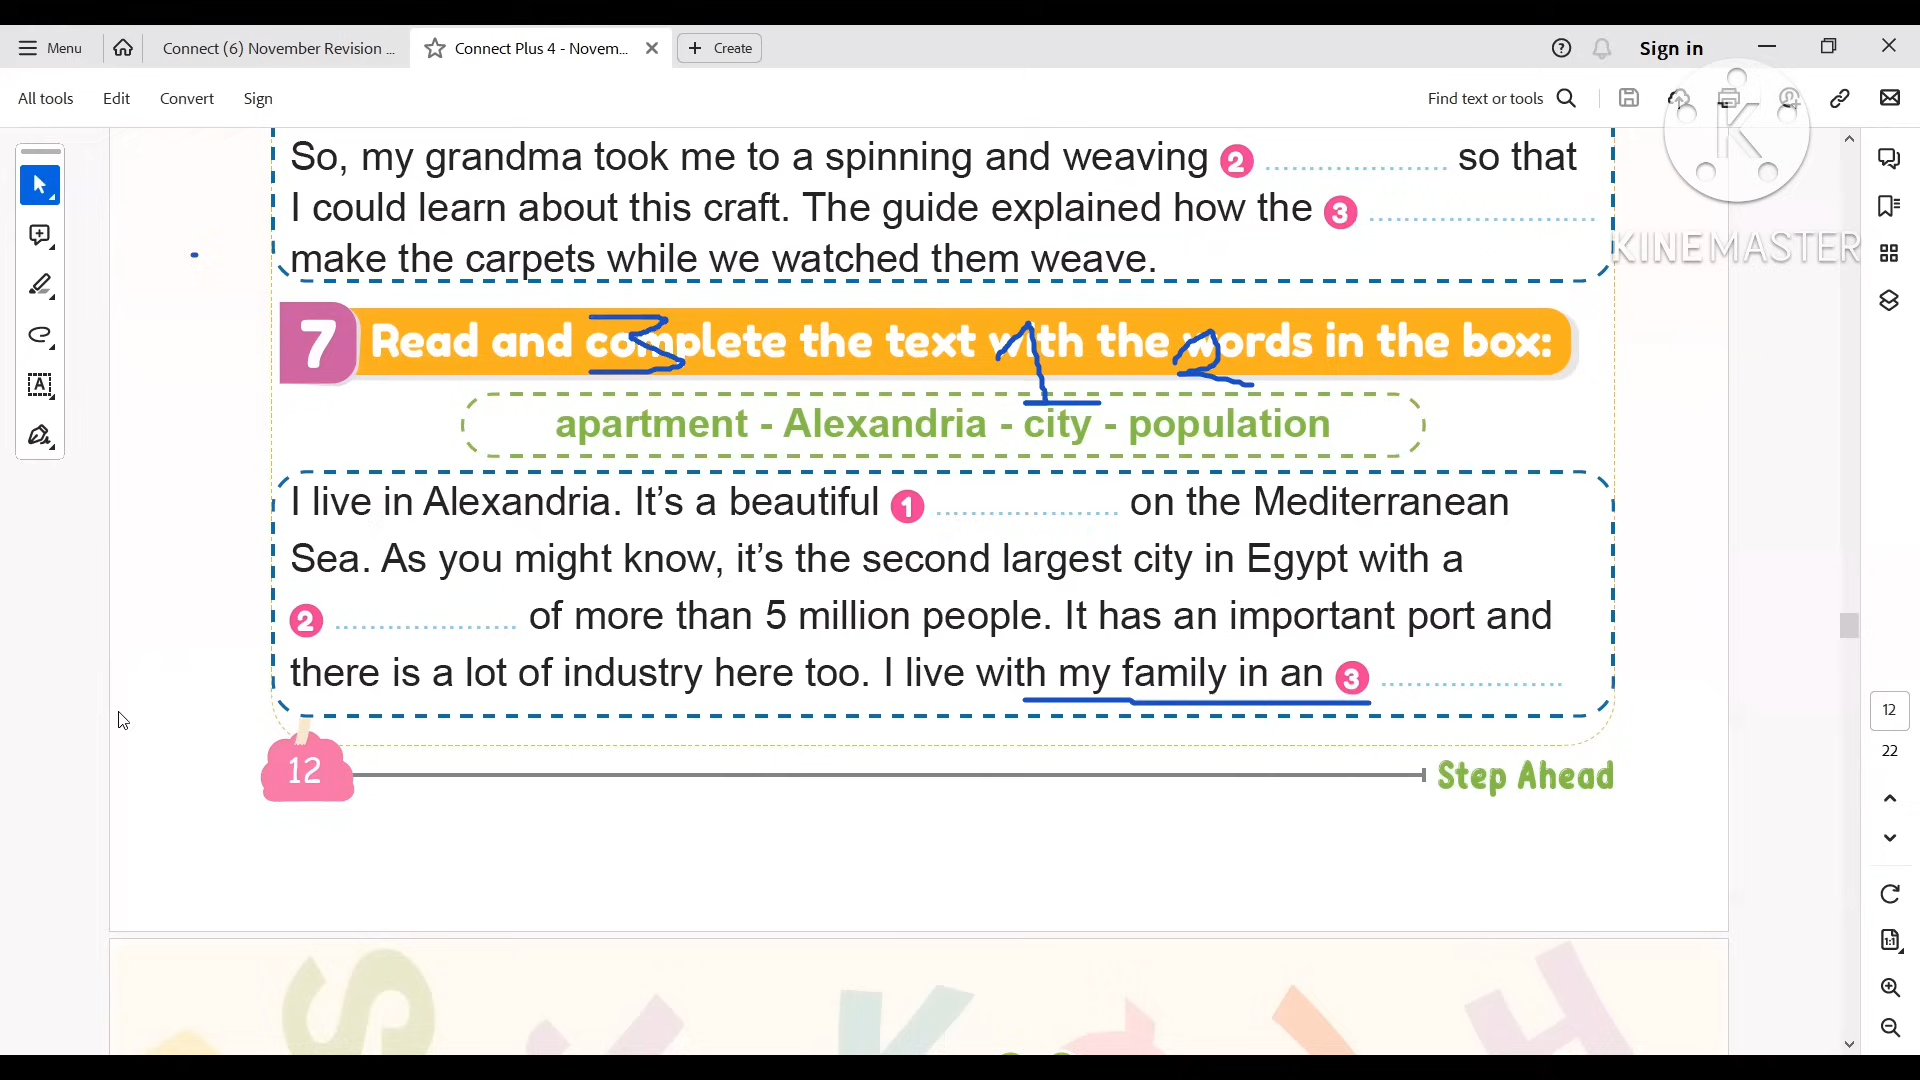 Menu
Connect (6) November Revision ...
Connect Plus 4 - Novem...
Create
Sign in
All tools
Edit
Convert
Sign
Find text or tools
KINEMASTER
So, my grandma took me to a spinning and weaving 2 .................. so that
I could learn about this craft. The guide explained how the 3 ......................
make the carpets while we watched them weave.
3 1 2
7 Read and complete the text with the words in the box:
apartment - Alexandria - city - population
I live in Alexandria. It's a beautiful 1 .................. on the Mediterranean
Sea. As you might know, it's the second largest city in Egypt with a
2 .................. of more than 5 million people. It has an important port and
there is a lot of industry here too. I live with my family in an 3 ..................
12
Step Ahead
12
22